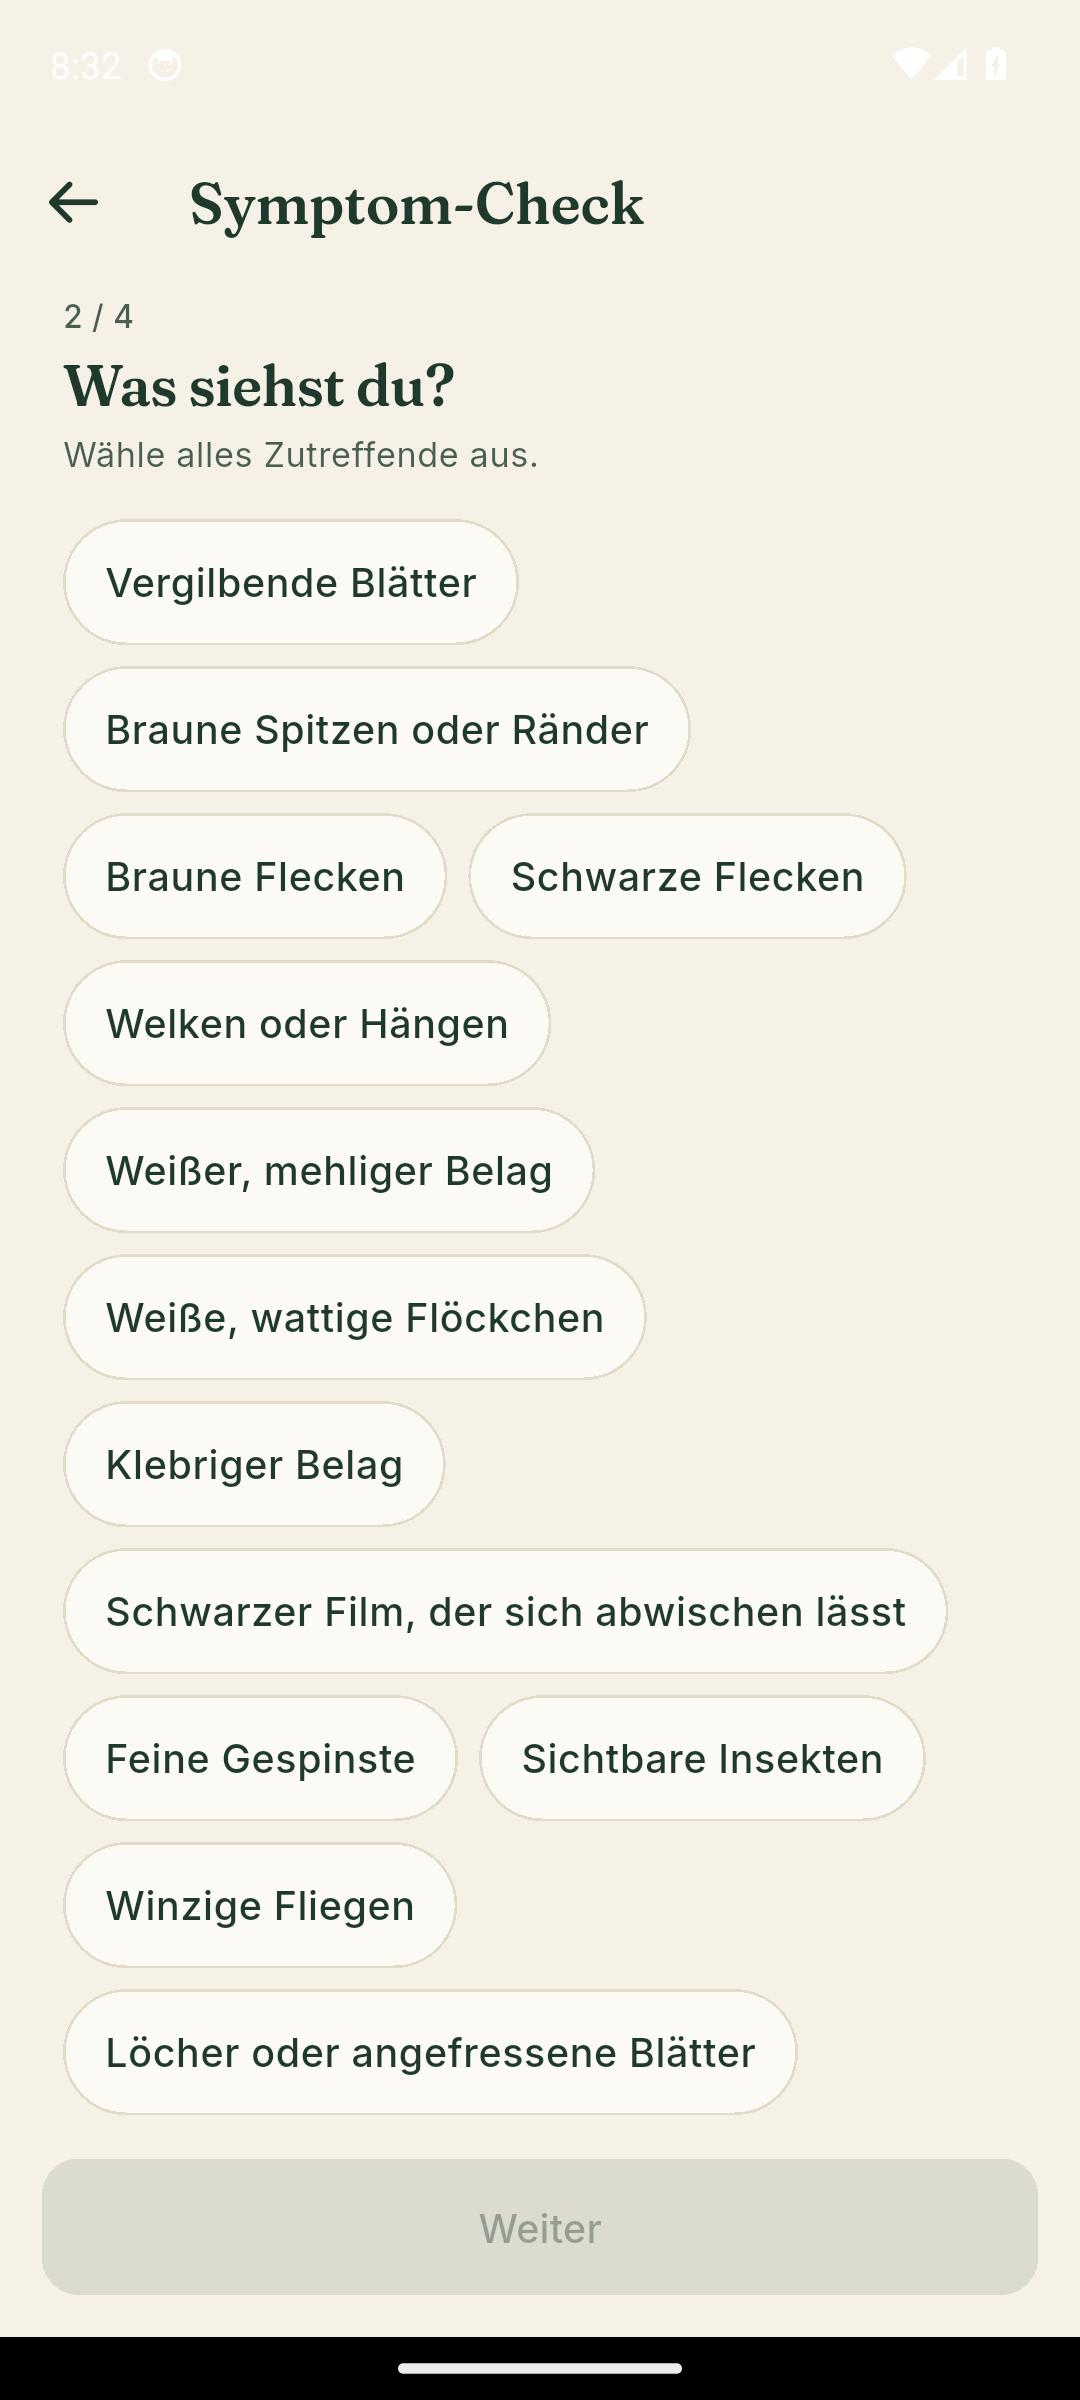 8:32
Symptom-Check
2 / 4
Was siehst du?
Wähle alles Zutreffende aus.
Vergilbende Blätter
Braune Spitzen oder Ränder
Braune Flecken
Schwarze Flecken
Welken oder Hängen
Weißer, mehliger Belag
Weiße, wattige Flöckchen
Klebriger Belag
Schwarzer Film, der sich abwischen lässt
Feine Gespinste
Sichtbare Insekten
Winzige Fliegen
Löcher oder angefressene Blätter
Weiter